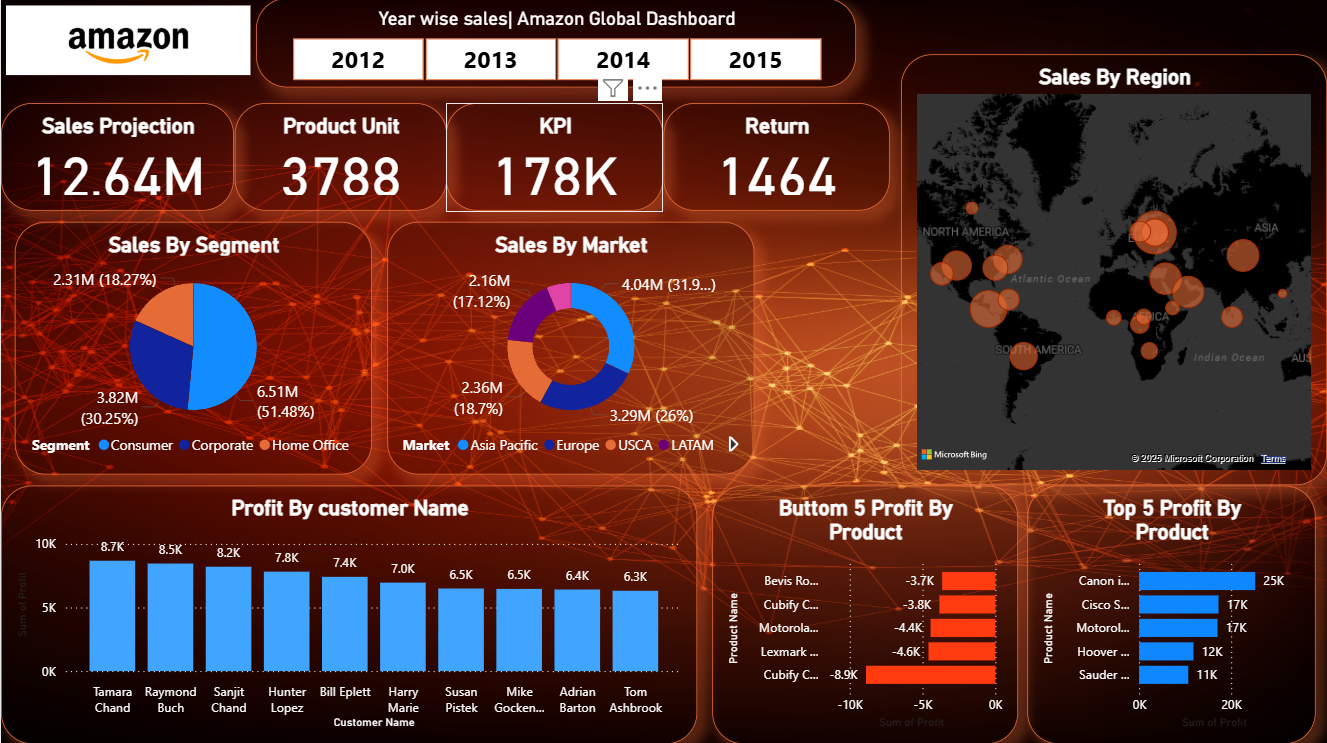 amazon
Year wise sales| Amazon Global Dashboard
2012
2013
2014
2015
Sales Projection
12.64M
Product Unit
3788
KPI
178K
Return
1464
Sales By Region
NORTH AMERICA
ASIA
Atlantic Ocean
AFRICA
SOUTH AMERICA
Indian Ocean
AUS
Microsoft Bing
© 2025 Microsoft Corporation
Terms
Sales By Segment
2.31M (18.27%)
3.82M
(30.25%)
6.51M
(51.48%)
Segment
Consumer
Corporate
Home Office
Sales By Market
2.16M
(17.12%)
4.04M (31.9...)
2.36M
(18.7%)
3.29M (26%)
Market
Asia Pacific
Europe
USCA
LATAM
Profit By customer Name
Sum of Profit
10K
5K
0K
8.7K
8.5K
8.2K
7.8K
7.4K
7.0K
6.5K
6.5K
6.4K
6.3K
Tamara
Chand
Raymond
Buch
Sanjit
Chand
Hunter
Lopez
Bill Eplett
Harry
Marie
Susan
Pistek
Mike
Gocken...
Adrian
Barton
Tom
Ashbrook
Customer Name
Buttom 5 Profit By
Product
Product Name
Bevis Ro...
-3.7K
Cubify C...
-3.8K
Motorola...
-4.4K
Lexmark ...
-4.6K
Cubify C...
-8.9K
-10K
-5K
0K
Sum of Profit
Top 5 Profit By
Product
Product Name
Canon i...
25K
Cisco S...
17K
Motorol...
17K
Hoover ...
12K
Sauder ...
11K
0K
20K
Sum of Profit